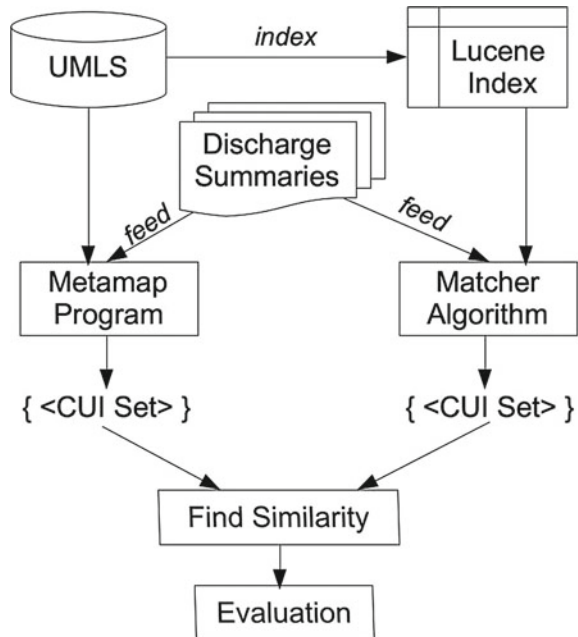 UMLS
index
Lucene
Index
Discharge
Summaries
feed
feed
Metamap
Program
Matcher
Algorithm
{ <CUI Set> }
{ <CUI Set> }
Find Similarity
Evaluation